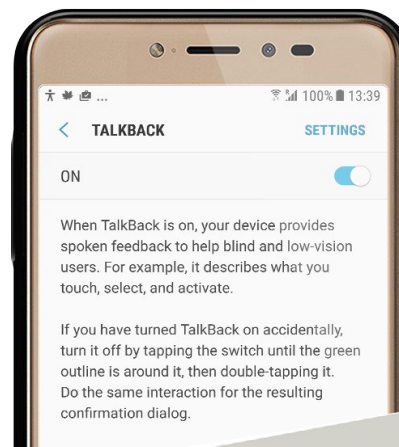 ... 100% 13:39
TALKBACK SETTINGS
ON
When TalkBack is on, your device provides
spoken feedback to help blind and low-vision
users. For example, it describes what you
touch, select, and activate.
If you have turned TalkBack on accidentally,
turn it off by tapping the switch until the green
outline is around it, then double-tapping it.
Do the same interaction for the resulting
confirmation dialog.